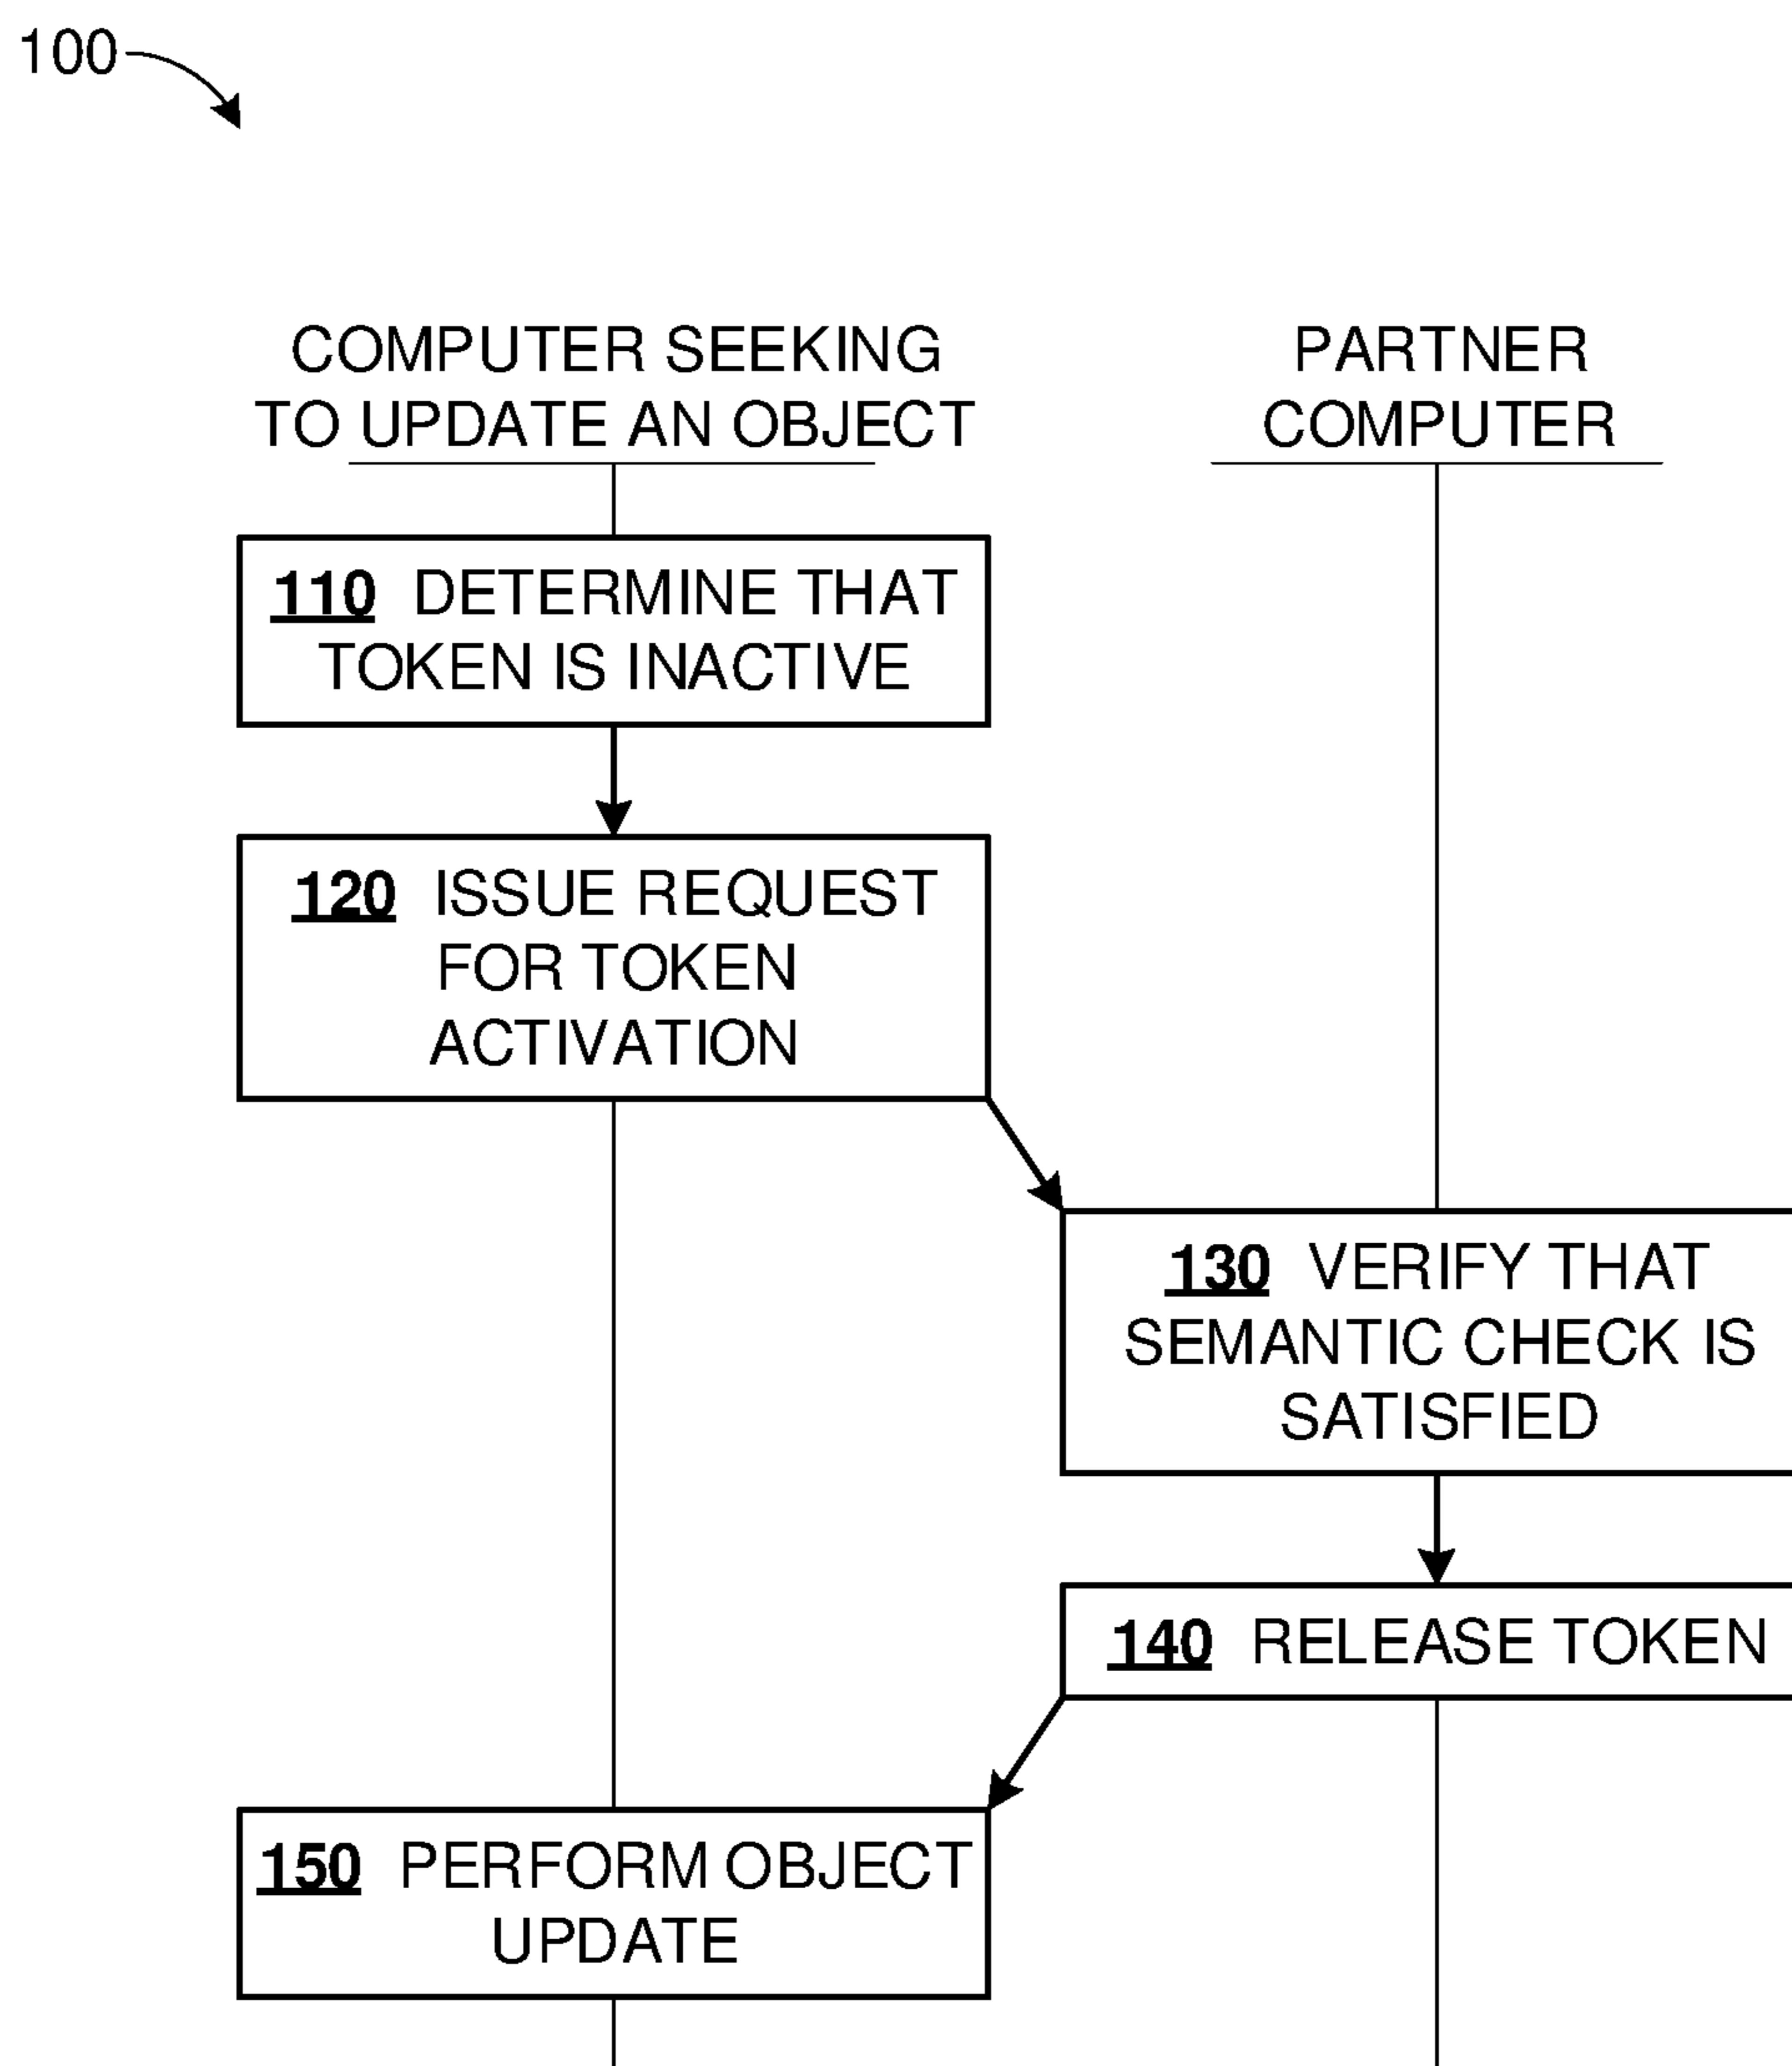 100
COMPUTER SEEKING
TO UPDATE AN OBJECT
PARTNER
COMPUTER
110 DETERMINE THAT
TOKEN IS INACTIVE
120 ISSUE REQUEST
FOR TOKEN
ACTIVATION
130 VERIFY THAT
SEMANTIC CHECK IS
SATISFIED
140 RELEASE TOKEN
150 PERFORM OBJECT
UPDATE